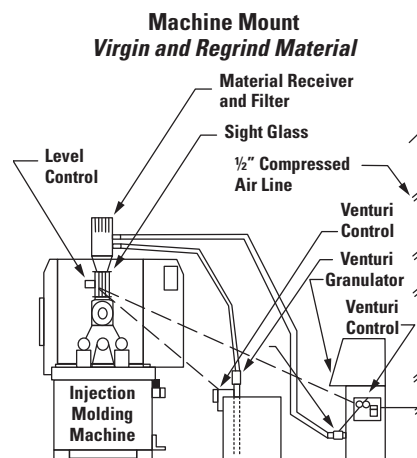 Machine Mount
Virgin and Regrind Material
Material Receiver
and Filter
Sight Glass
Level
Control
½” Compressed
Air Line
Venturi
Control
Venturi
Granulator
Venturi
Control
Injection
Molding
Machine